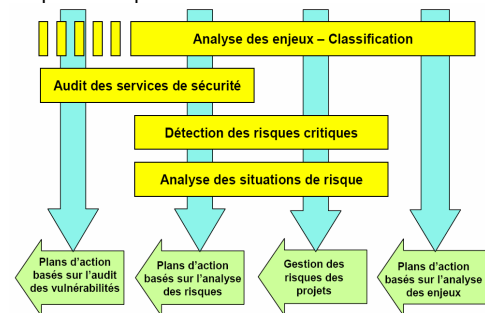 Analyse des enjeux – Classification
Audit des services de sécurité
Détection des risques critiques
Analyse des situations de risque
Plans d'action
basés sur l'audit
des vulnérabilités
Plans d'action
basés sur l'analyse
des risques
Gestion des
risques des
projets
Plans d'action
basés sur l'analyse
des enjeux